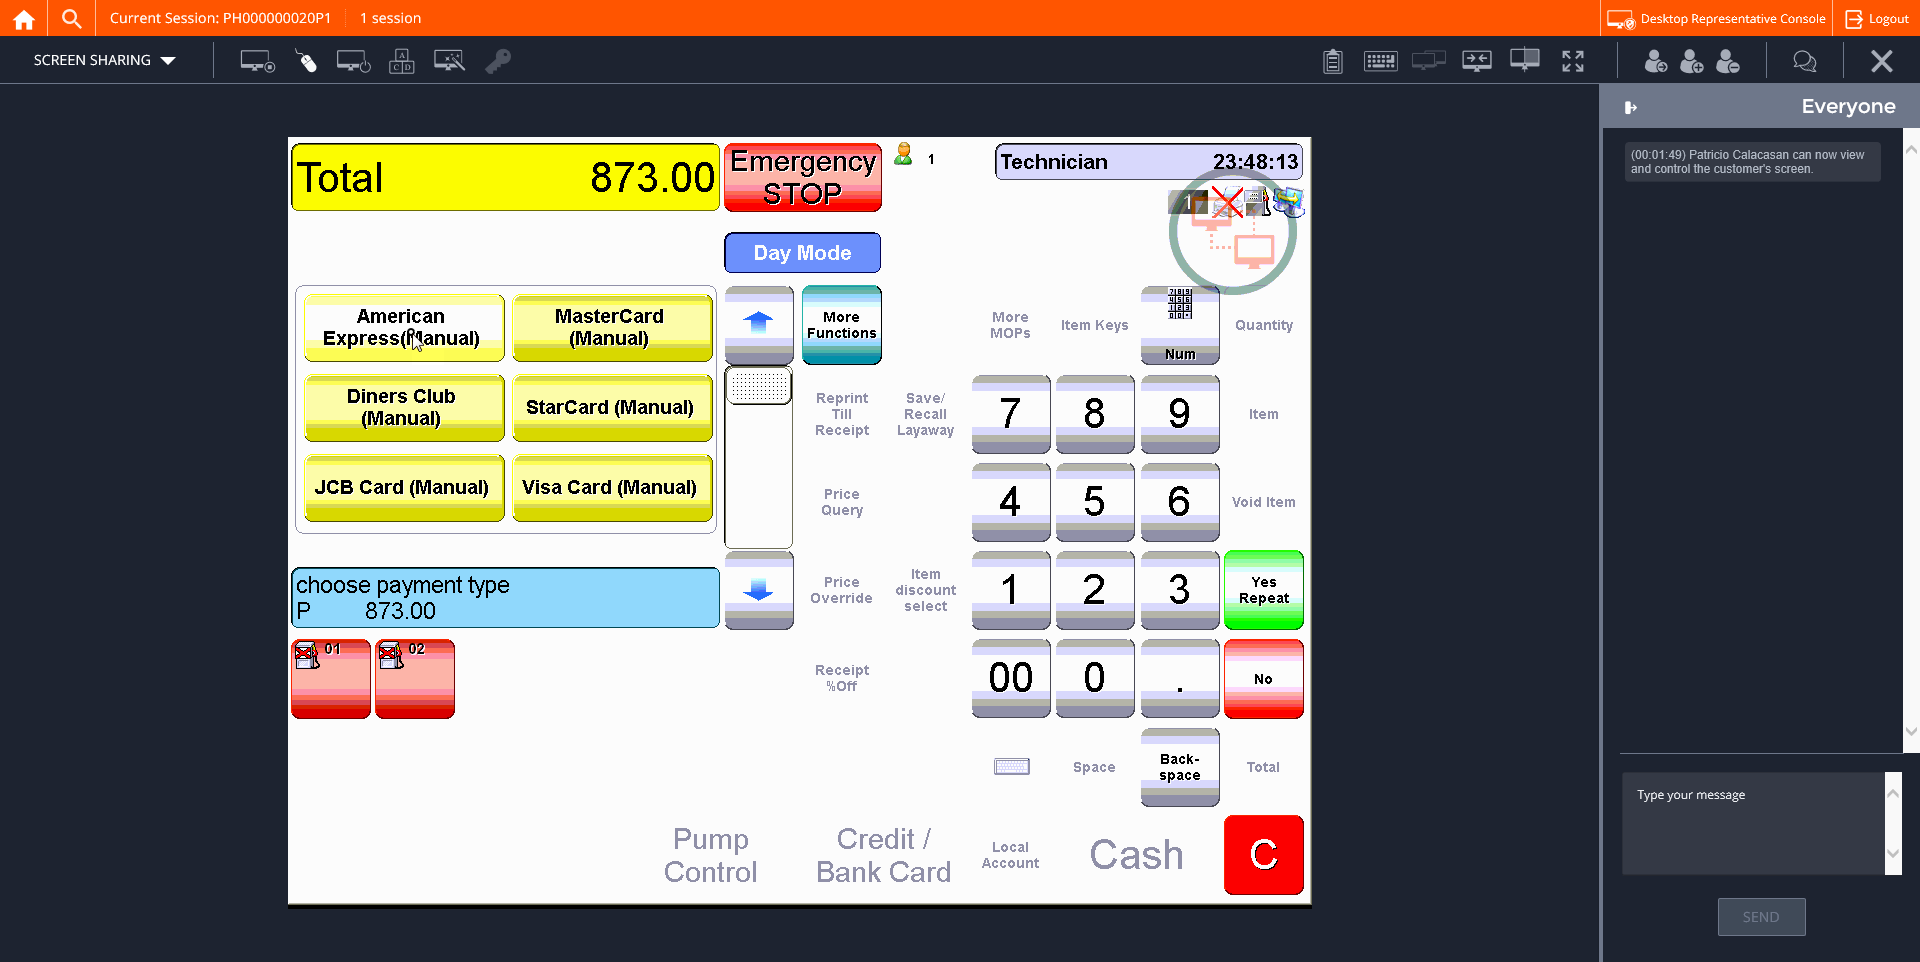 Current Session: PH000000020P1
1 session
Desktop Representative Console
Logout
SCREEN SHARING
Everyone
(00:01:49) Patricio Calacasan can now view
and control the customer's screen.
Total 873.00
Emergency
STOP
1
Technician 23:48:13
1
Day Mode
American
Express(Manual)
MasterCard
(Manual)
Diners Club
(Manual)
StarCard (Manual)
JCB Card (Manual)
Visa Card (Manual)
More
Functions
More
MOPs
Item Keys
Num
Quantity
Reprint
Till
Receipt
Save/
Recall
Layaway
7
8
9
Item
Price
Query
4
5
6
Void Item
choose payment type
P 873.00
Price
Override
Item
discount
select
1
2
3
Yes
Repeat
01
02
Receipt
%Off
00
0
.
No
Space
Back-
space
Total
Pump
Control
Credit /
Bank Card
Local
Account
Cash
C
Type your message
SEND